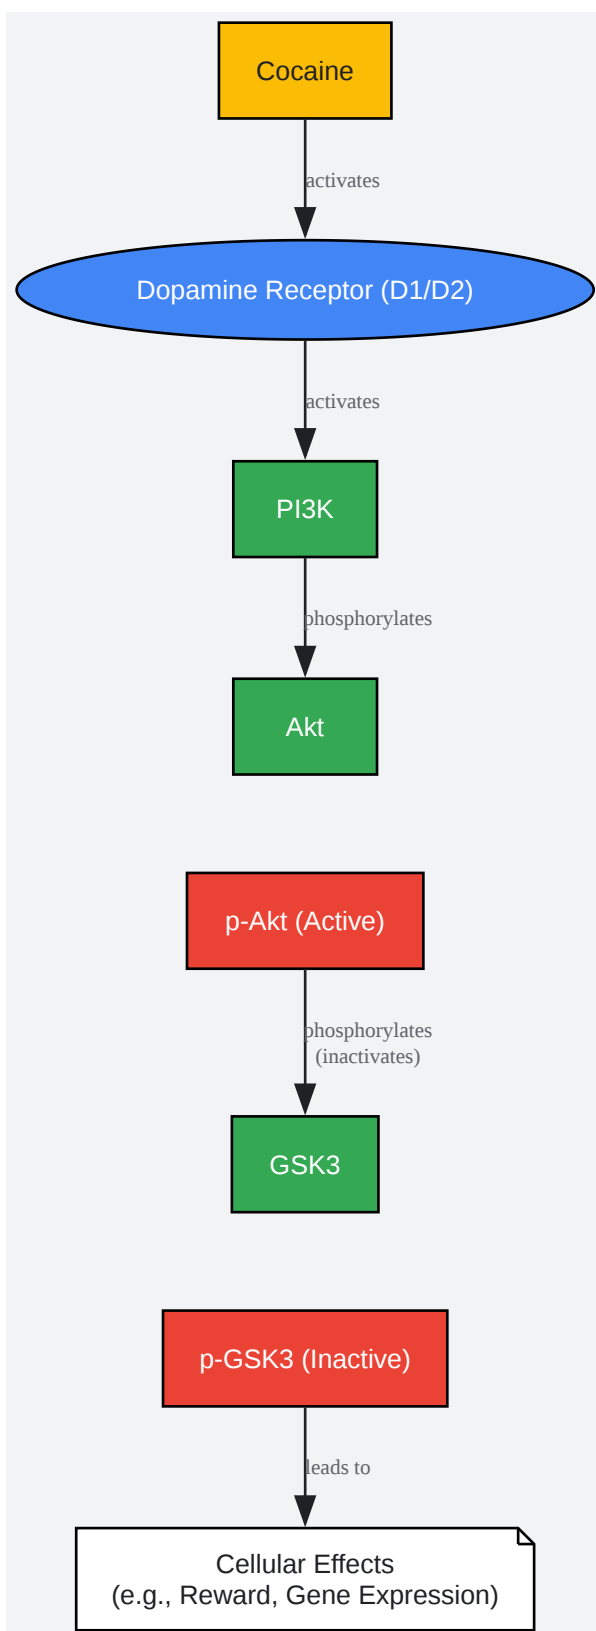 Cocaine
activates
Dopamine Receptor (D1/D2)
activates
PI3K
phosphorylates
Akt
p-Akt (Active)
phosphorylates
(inactivates)
GSK3
p-GSK3 (Inactive)
leads to
Cellular Effects
(e.g., Reward, Gene Expression)